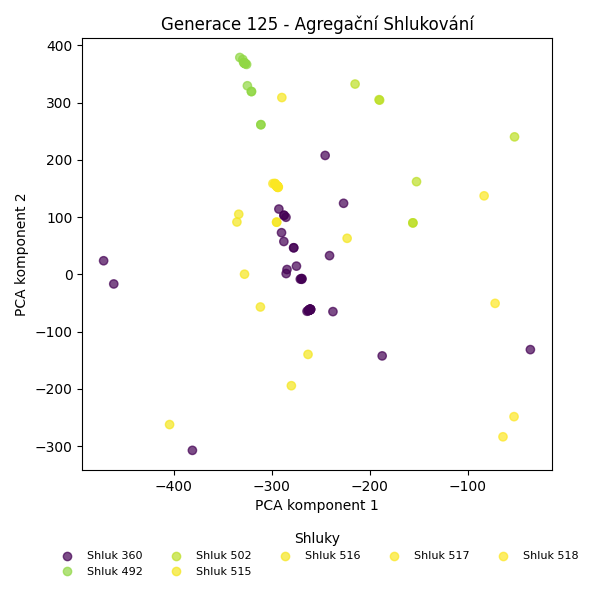 Generace 125 - Agregační Shlukování
400
300
200
100
0
−100
−200
−300
PCA komponent 2
−400 −300 −200 −100
PCA komponent 1
Shluky
Shluk 360 Shluk 502 Shluk 516 Shluk 517 Shluk 518
Shluk 492 Shluk 515